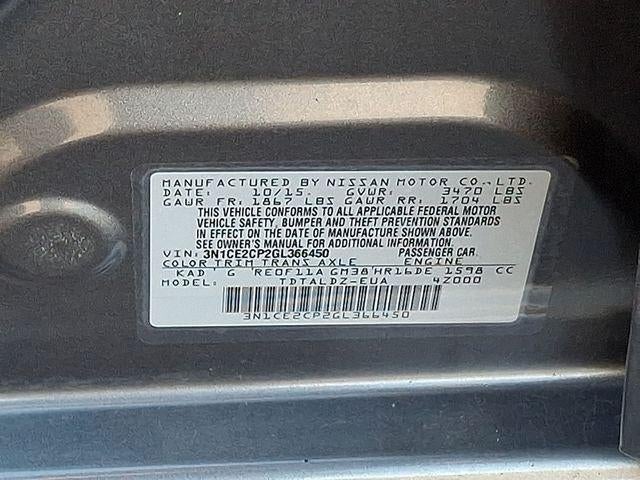 MANUFACTURED BY NISSAN MOTOR CO.,LTD.
DATE: 10/15. GVWR: 3470 LBS
GAWR FR: 1867 LBS GAWR RR: 1704 LBS
THIS VEHICLE CONFORMS TO ALL APPLICABLE FEDERAL MOTOR
VEHICLE SAFETY, BUMPER AND THEFT PREVENTION STANDARDS
IN EFFECT ON THE DATE OF MANUFACTURE SHOWN ABOVE.
SEE OWNER'S MANUAL FOR ADDITIONAL INFORMATION.
VIN: 3N1CE2CP2GL366450 PASSENGER CAR.
COLOR TRIM TRANS AXLE ENGINE
KAD G RE0F11A GM38 HR16DE 1598 CC
MODEL: TDTALDZ-EUA 4Z000
3N1CE2CP2GL366450